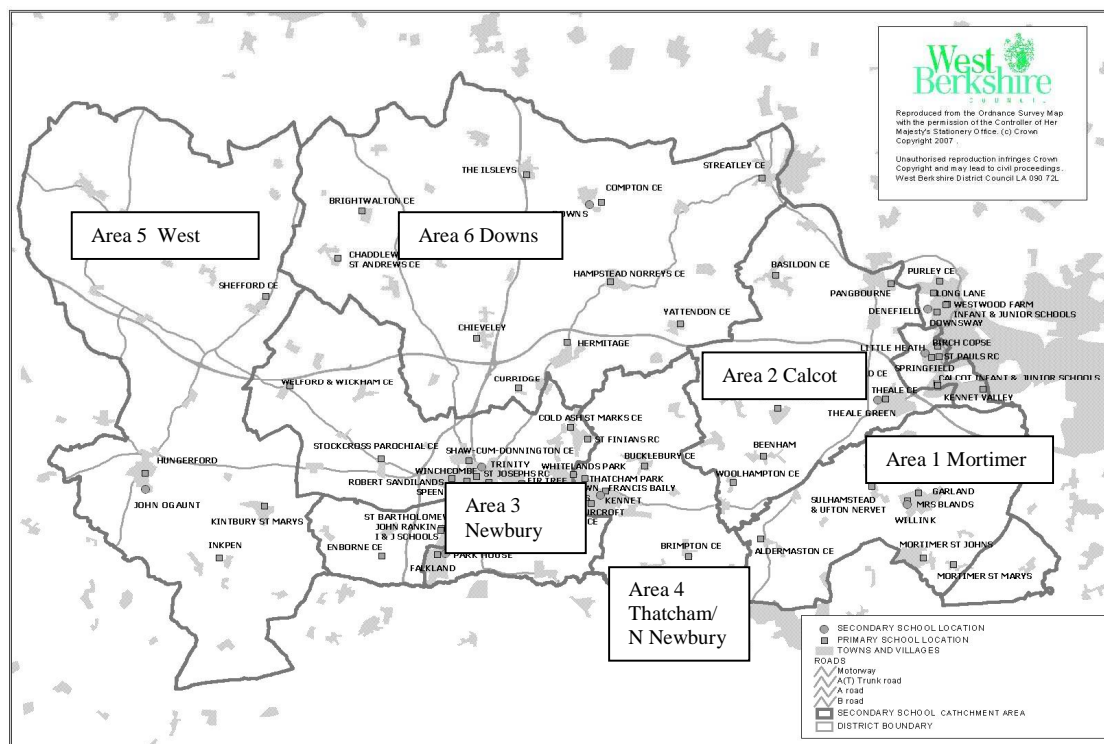 West
Berkshire
COUNCIL
Reproduced from the Ordnance Survey Map
with the permission of the Controller of Her
Majesty's Stationery Office. (c) Crown
Copyright 2007 .
Unauthorised reproduction infringes Crown
Copyright and may lead to civil proceedings.
West Berkshire District Council LA 090 72L
STREATLEY CE
THE ILSLEYS
COMPTON CE
BRIGHTWALTON CE
Area 5 West
Area 6 Downs
ST ANDREWS CE
SHEFFORD CE
HAMPSTEAD NORREYS CE
BASILDON CE
PURLEY CE
PANGBOURNE
LONG LANE
WESTWOOD FARM
INFANT & JUNIOR SCHOOLS
DENEFIELD
DOWNSWAY
YATTENDON CE
CHIEVELEY
HERMITAGE
LITTLE HEATH
BIRCH COPSE
ST PAULS RC
SPRINGFIELD
CALCOT INFANT & JUNIOR SCHOOLS
KENNET VALLEY
WELFORD & WICKHAM CE
CURRIDGE
Area 2 Calcot
THEALE CE
THEALE GREEN
COLD ASH ST MARKS CE
ST FINIANS RC
STOCKCROSS PAROCHIAL CE
SHAW-CUM-DONNINGTON CE
BUCKLEBURY CE
BEENHAM
Area 1 Mortimer
HUNGERFORD
TRINITY
WINCHCOMBE
ST JOSEPHS RC
WHITELANDS PARK
THATCHAM PARK
ROBERT SANDILANDS
FIR TREE
SPEEN
FRANCIS BAILY
KENNET
WOOLHAMPTON CE
JOHN OGAUNT
KINTBURY ST MARYS
Area 3
Newbury
SULHAMSTEAD
& UFTON NERVET
GARLAND
MRS BLANDS
WILLINK
JOHN RANKIN
I & J SCHOOLS
ENBORNE CE
PARK HOUSE
FALKLAND
INKPEN
BRIMPTON CE
ALDERMASTON CE
MORTIMER ST JOHNS
MORTIMER ST MARYS
Area 4
Thatcham/
N Newbury
SECONDARY SCHOOL LOCATION
PRIMARY SCHOOL LOCATION
TOWNS AND VILLAGES
ROADS
Motorway
A(T) Trunk road
A road
B road
SECONDARY SCHOOL CATHCHMENT AREA
DISTRICT BOUNDARY